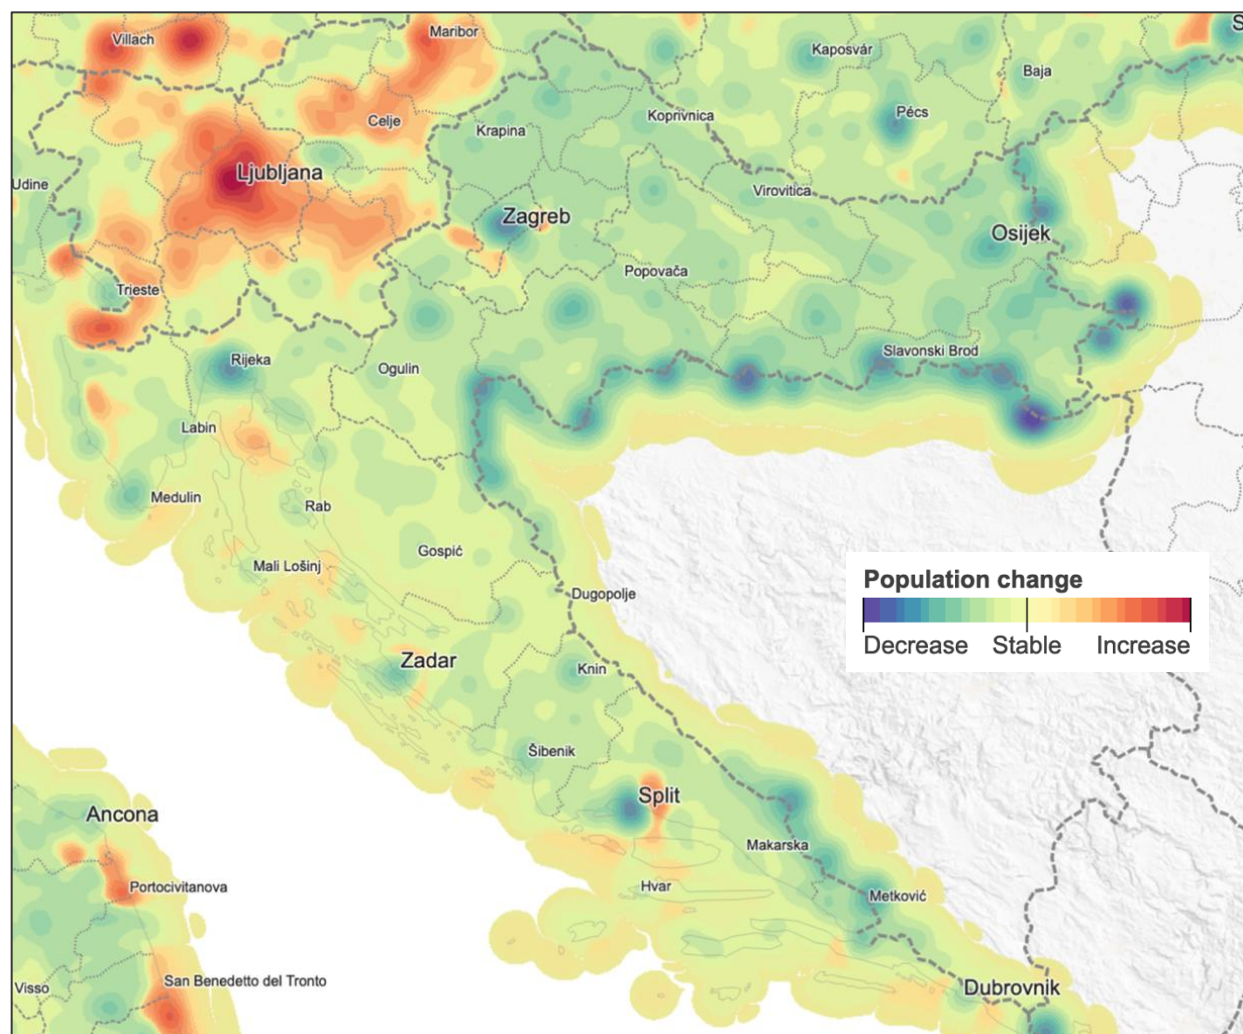 Villach
Maribor
S
Kaposvár
Baja
Pécs
Celje
Koprivnica
Krapina
Ljubljana
Udine
Virovitica
Zagreb
Osijek
Popovača
Trieste
Slavonski Brod
Rijeka
Ogulin
Labin
Medulin
Rab
Gospić
Mali Lošinj
Population change
Dugopolje
Decrease Stable Increase
Zadar
Knin
Šibenik
Split
Ancona
Makarska
Hvar
Portocivitanova
Metković
San Benedetto del Tronto
Visso
Dubrovnik